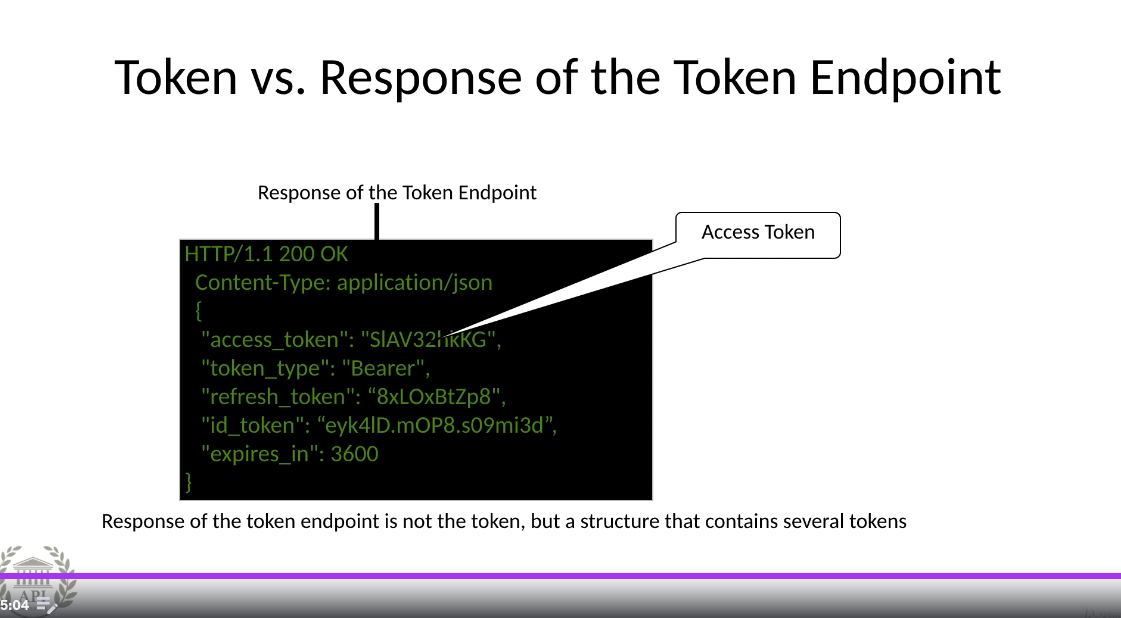 Token vs. Response of the Token Endpoint
Response of the Token Endpoint
Access Token
HTTP/1.1 200 OK
Content-Type: application/json
{
"access_token": "SlAV32hkKG",
"token_type": "Bearer",
"refresh_token": “8xLOxBtZp8",
"id_token": “eyk4lD.mOP8.s09mi3d”,
"expires_in": 3600
}
Response of the token endpoint is not the token, but a structure that contains several tokens
API
5:04